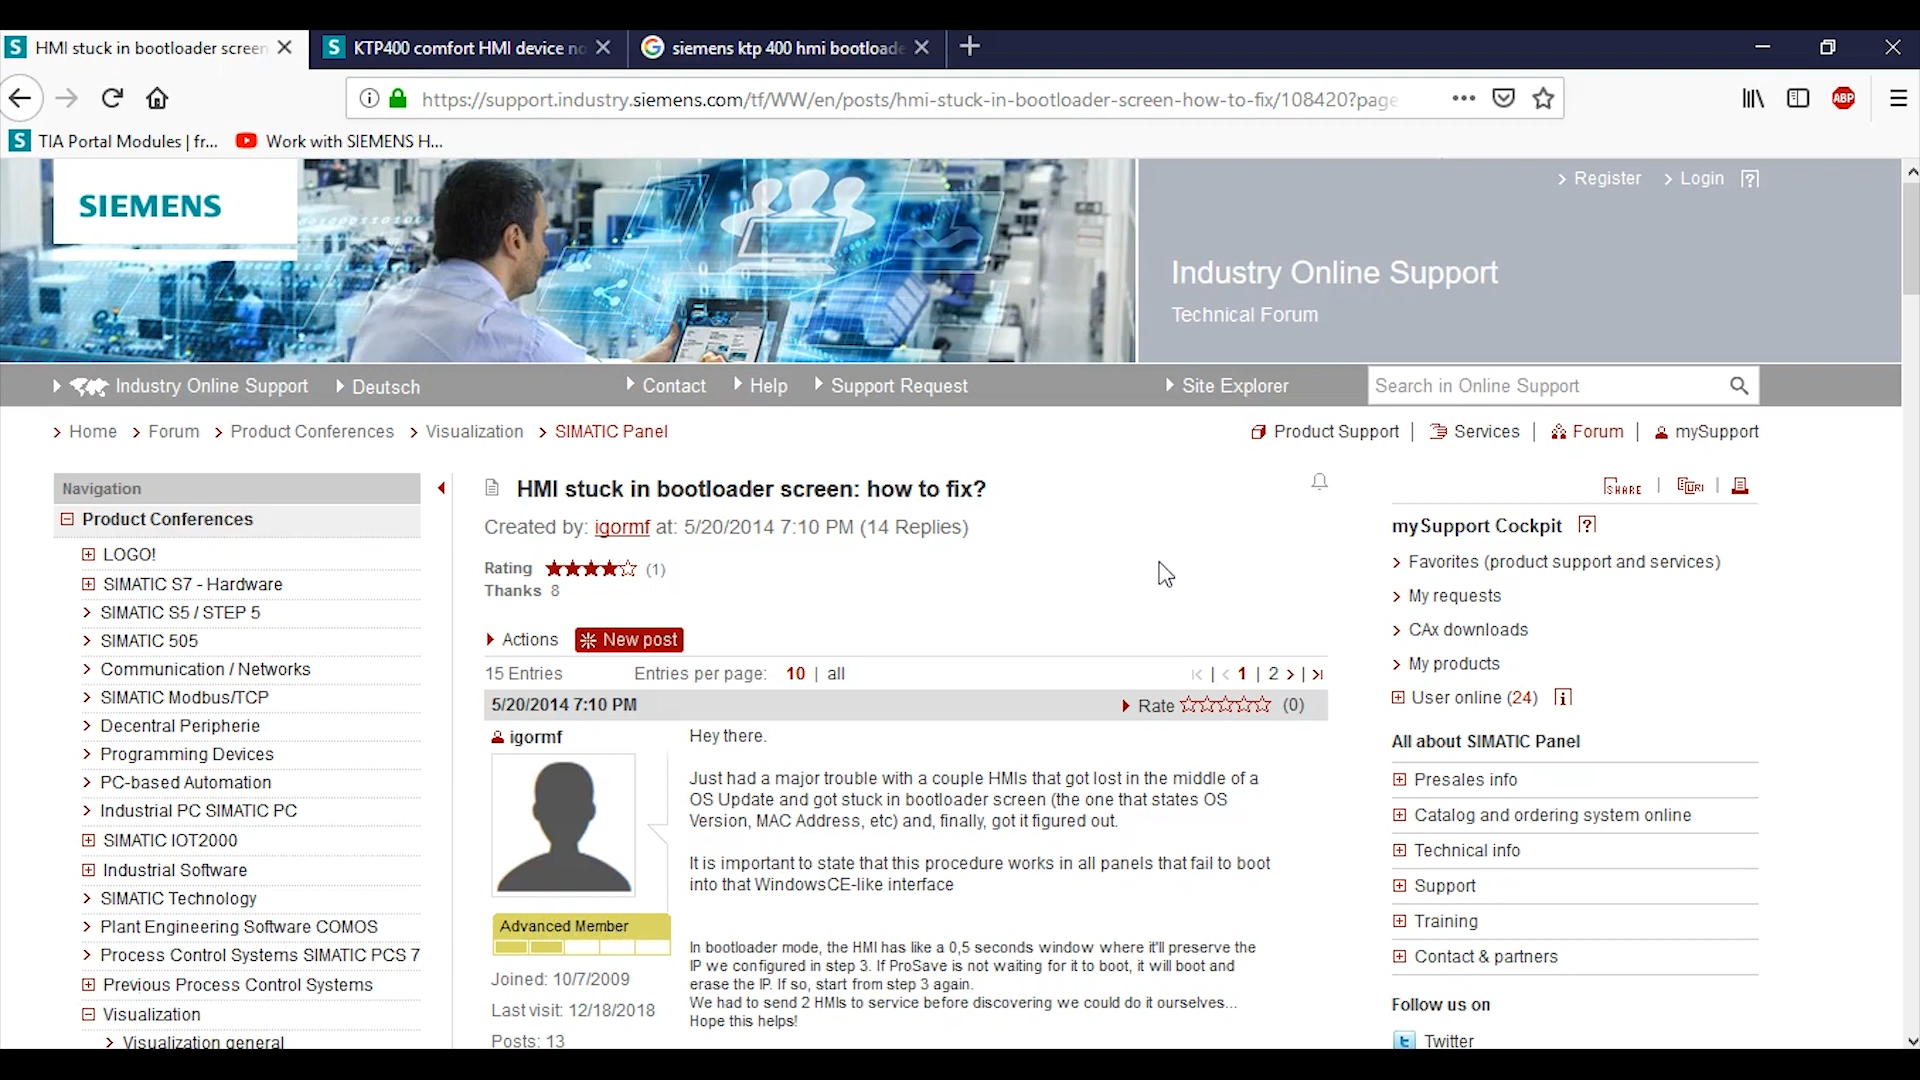 HMI stuck in bootloader screen
KTP400 comfort HMI device no
siemens ktp 400 hmi bootloade
https://support.industry.siemens.com/tf/WW/en/posts/hmi-stuck-in-bootloader-screen-how-to-fix/108420?page
ABP
TIA Portal Modules | fr...
Work with SIEMENS H...
SIEMENS
Register
Login
Industry Online Support
Technical Forum
Industry Online Support
Deutsch
Contact
Help
Support Request
Site Explorer
Search in Online Support
Home
Forum
Product Conferences
Visualization
SIMATIC Panel
Product Support
Services
Forum
mySupport
Navigation
Product Conferences
LOGO!
SIMATIC S7 - Hardware
SIMATIC S5 / STEP 5
SIMATIC 505
Communication / Networks
SIMATIC Modbus/TCP
Decentral Peripherie
Programming Devices
PC-based Automation
Industrial PC SIMATIC PC
SIMATIC IOT2000
Industrial Software
SIMATIC Technology
Plant Engineering Software COMOS
Process Control Systems SIMATIC PCS 7
Previous Process Control Systems
Visualization
Visualization general
HMI stuck in bootloader screen: how to fix?
Created by: igormf at: 5/20/2014 7:10 PM (14 Replies)
Rating (1)
Thanks 8
Actions
New post
15 Entries
Entries per page: 10 | all
1 | 2
5/20/2014 7:10 PM
Rate (0)
igormf
Advanced Member
Joined: 10/7/2009
Last visit: 12/18/2018
Posts: 13
Hey there.
Just had a major trouble with a couple HMIs that got lost in the middle of a
OS Update and got stuck in bootloader screen (the one that states OS
Version, MAC Address, etc) and, finally, got it figured out.
It is important to state that this procedure works in all panels that fail to boot
into that WindowsCE-like interface
In bootloader mode, the HMI has like a 0,5 seconds window where it'll preserve the
IP we configured in step 3. If ProSave is not waiting for it to boot, it will boot and
erase the IP. If so, start from step 3 again.
We had to send 2 HMIs to service before discovering we could do it ourselves...
Hope this helps!
SHARE
URI
mySupport Cockpit
Favorites (product support and services)
My requests
CAx downloads
My products
User online (24)
All about SIMATIC Panel
Presales info
Catalog and ordering system online
Technical info
Support
Training
Contact & partners
Follow us on
Twitter